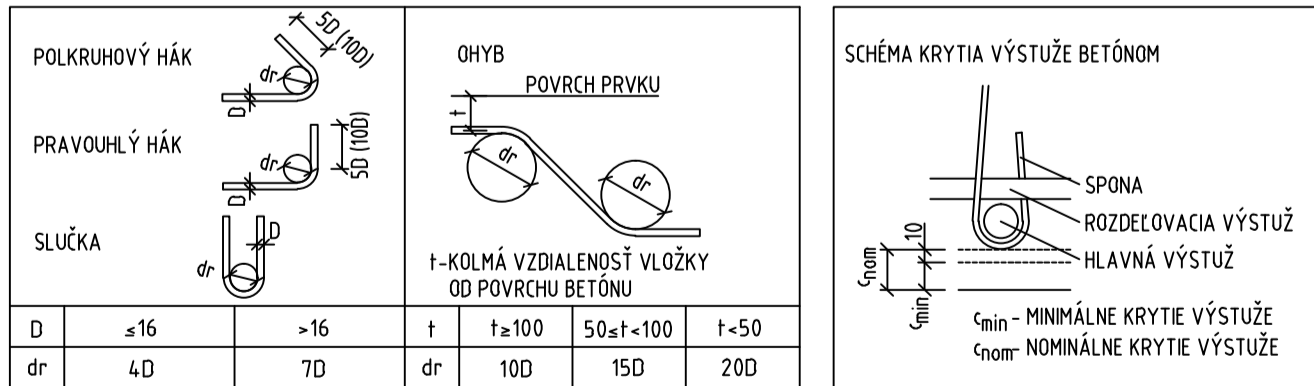 POLKRUHOVÝ HÁK
5D (10D)
dr
D
PRAVOUHLÝ HÁK
5D (10D)
dr
D
SLUČKA
D
dr
OHYB
POVRCH PRVKU
t
dr
dr
t-KOLMÁ VZDIALENOSŤ VLOŽKY
OD POVRCHU BETÓNU
D ≤16 >16 t t≥100 50≤t<100 t<50
dr 4D 7D dr 10D 15D 20D
SCHÉMA KRYTIA VÝSTUŽE BETÓNOM
SPONA
ROZDEĽOVACIA VÝSTUŽ
HLAVNÁ VÝSTUŽ
10
cnom
cmin
cmin - MINIMÁLNE KRYTIE VÝSTUŽE
cnom- NOMINÁLNE KRYTIE VÝSTUŽE